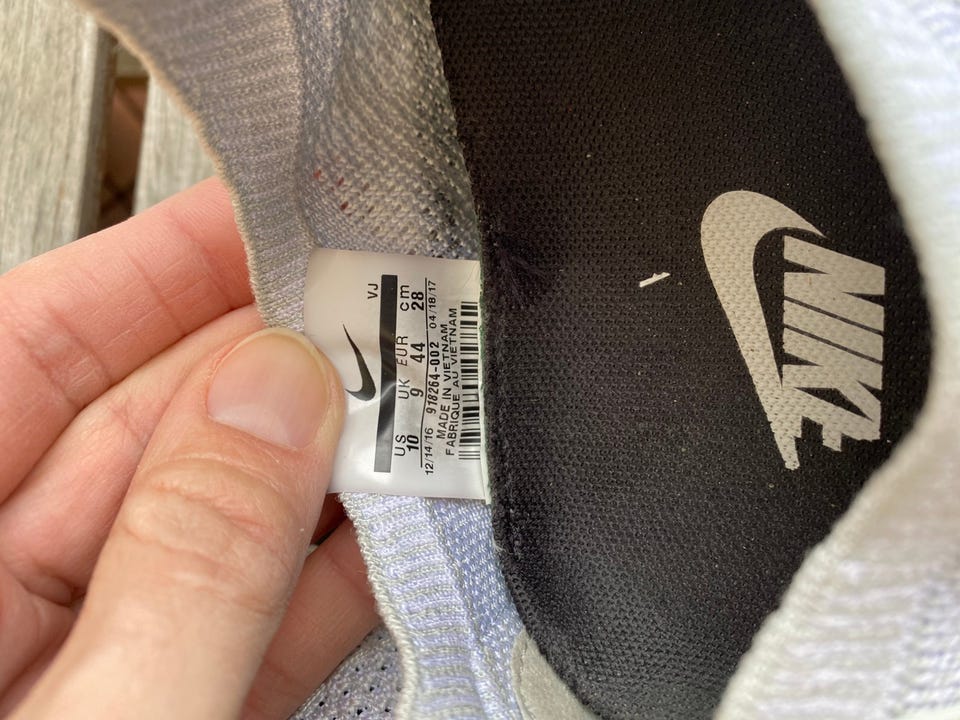 VJ
US UK EUR cm
10 9 44 28
12/14/16 918264-002 04/18/17
MADE IN VIETNAM
FABRIQUE AU VIETNAM
NIKE